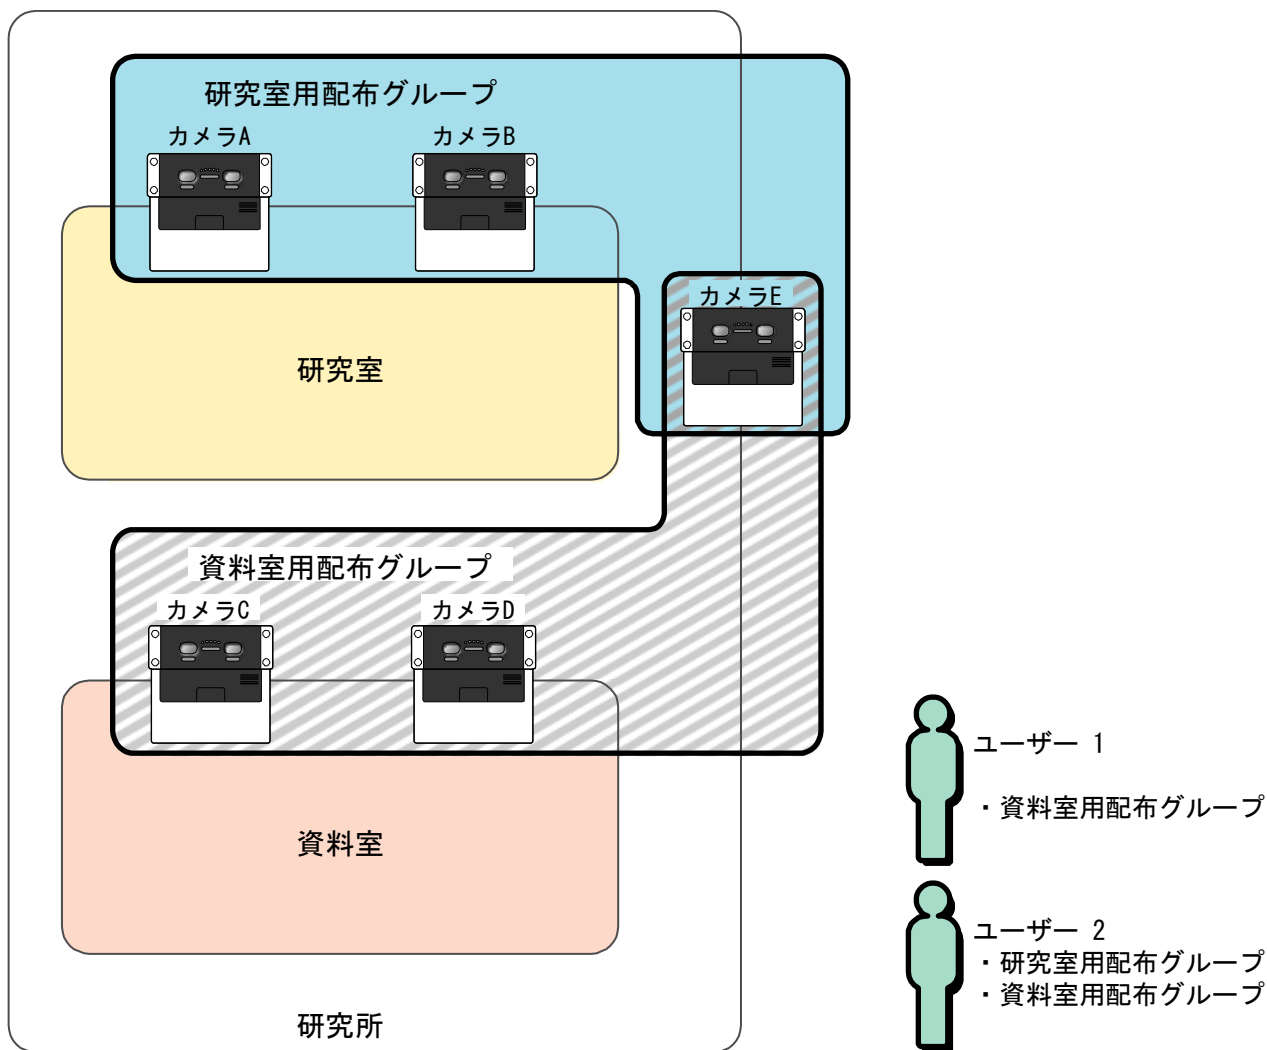 研究室用配布グループ
カメラA
カメラB
カメラE
研究室
資料室用配布グループ
カメラC
カメラD
資料室
研究所
ユーザー 1
・資料室用配布グループ
ユーザー 2
・研究室用配布グループ
・資料室用配布グループ